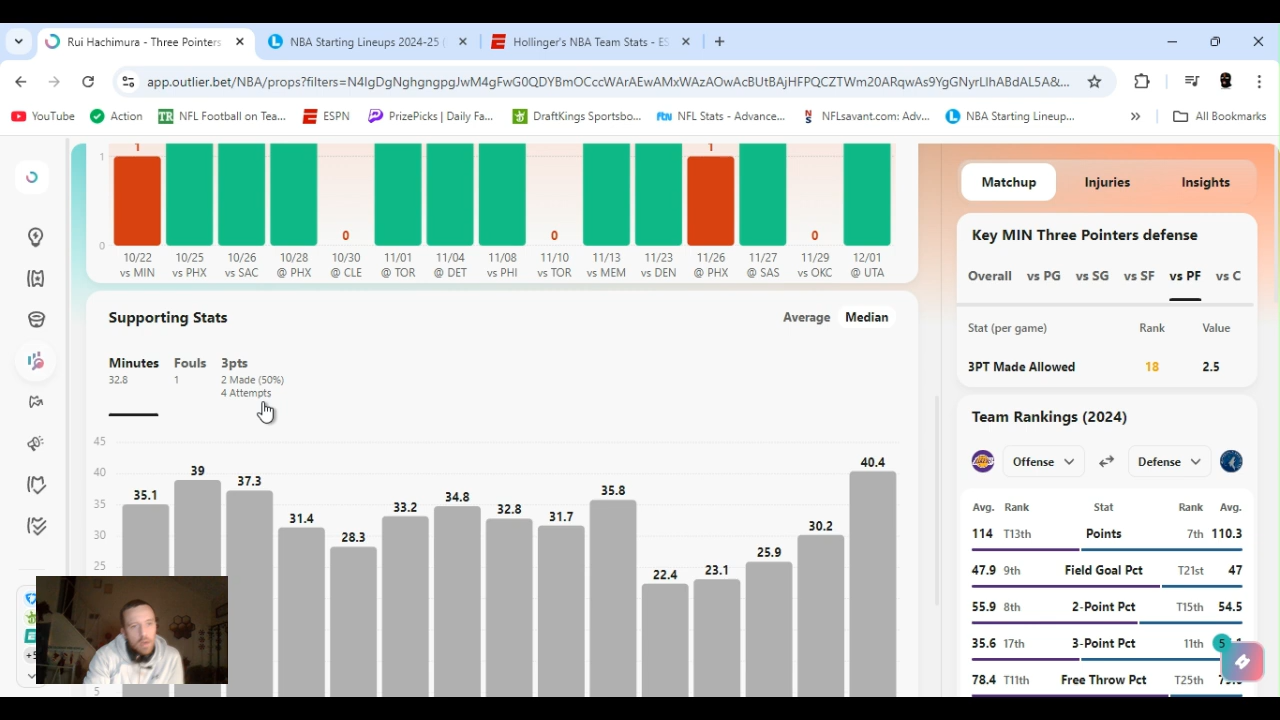 Rui Hachimura - Three Pointers
NBA Starting Lineups 2024-25
Hollinger's NBA Team Stats - ES
app.outlier.bet/NBA/props?filters=N4IgDgNghgngpgJwM4gFwG0QDYBmOCccWArAEwAMxWAzAOwAcBUtBAjHFPQCZTWm20ARqwAs9YgGNyrLIhABdAL5A&...
YouTube
Action
NFL Football on Tea...
ESPN
PrizePicks | Daily Fa...
DraftKings Sportsbo...
NFL Stats - Advance...
NFLsavant.com: Adv...
NBA Starting Lineup...
»
All Bookmarks
1
1
1
0
0
0
0
10/22 10/25 10/26 10/28 10/30 11/01 11/04 11/08 11/10 11/13 11/23 11/26 11/27 11/29 12/01
vs MIN vs PHX vs SAC @ PHX @ CLE @ TOR @ DET vs PHI vs TOR vs MEM vs DEN @ PHX @ SAS vs OKC @ UTA
Supporting Stats
Average Median
Minutes Fouls 3pts
32.8 1 2 Made (50%)
4 Attempts
45
40
35
30
25
5
35.1 39 37.3 31.4 28.3 33.2 34.8 32.8 31.7 35.8 22.4 23.1 25.9 30.2 40.4
Matchup Injuries Insights
Key MIN Three Pointers defense
Overall vs PG vs SG vs SF vs PF vs C
Stat (per game) Rank Value
3PT Made Allowed 18 2.5
Team Rankings (2024)
Offense Defense
Avg. Rank Stat Rank Avg.
114 T13th Points 7th 110.3
47.9 9th Field Goal Pct T21st 47
55.9 8th 2-Point Pct T15th 54.5
35.6 17th 3-Point Pct 11th
5
78.4 T11th Free Throw Pct T25th